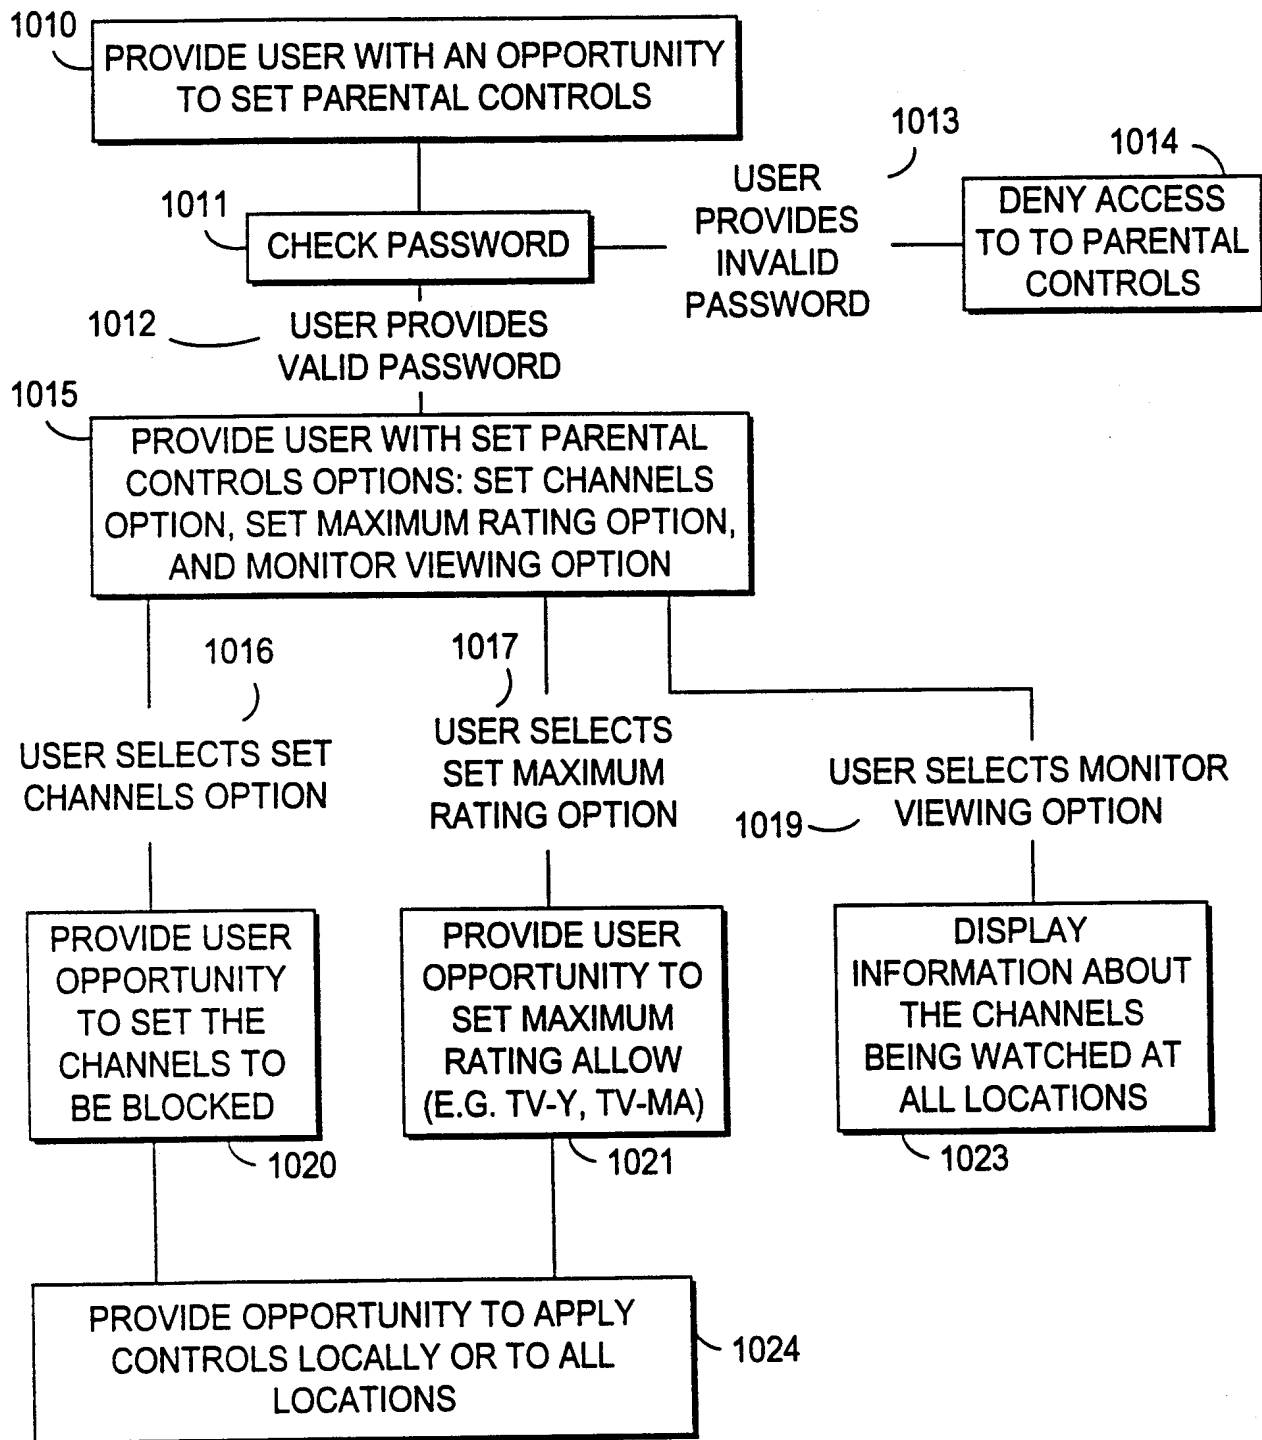 1010
PROVIDE USER WITH AN OPPORTUNITY
TO SET PARENTAL CONTROLS
1011
CHECK PASSWORD
1013
USER
PROVIDES
INVALID
PASSWORD
1014
DENY ACCESS
TO TO PARENTAL
CONTROLS
1012
USER PROVIDES
VALID PASSWORD
1015
PROVIDE USER WITH SET PARENTAL
CONTROLS OPTIONS: SET CHANNELS
OPTION, SET MAXIMUM RATING OPTION,
AND MONITOR VIEWING OPTION
1016
USER SELECTS SET
CHANNELS OPTION
1017
USER SELECTS
SET MAXIMUM
RATING OPTION
USER SELECTS MONITOR
VIEWING OPTION
1019
PROVIDE USER
OPPORTUNITY
TO SET THE
CHANNELS TO
BE BLOCKED
1020
PROVIDE USER
OPPORTUNITY TO
SET MAXIMUM
RATING ALLOW
(E.G. TV-Y, TV-MA)
1021
DISPLAY
INFORMATION ABOUT
THE CHANNELS
BEING WATCHED AT
ALL LOCATIONS
1023
PROVIDE OPPORTUNITY TO APPLY
CONTROLS LOCALLY OR TO ALL
LOCATIONS
1024